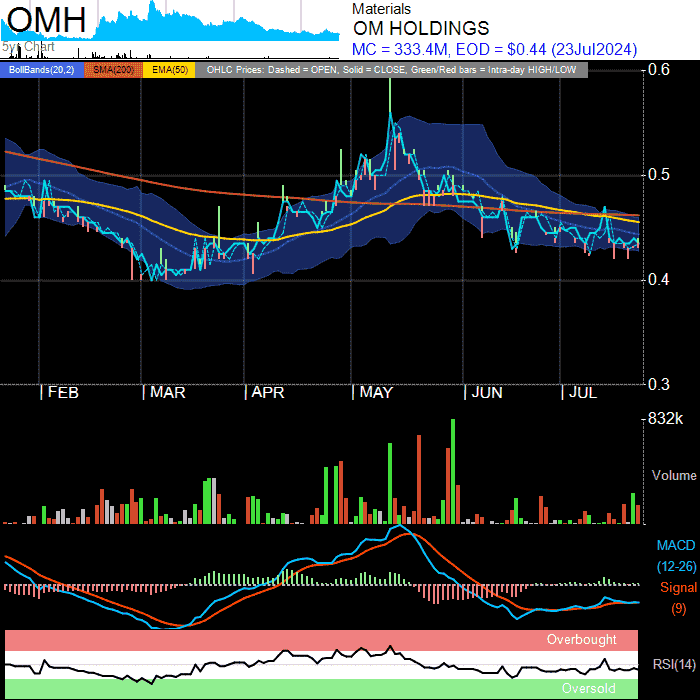 OMH
5yr Chart
Materials
OM HOLDINGS
MC = 333.4M, EOD = $0.44 (23Jul2024)
BollBands(20,2) SMA(200) EMA(50) OHLC Prices: Dashed = OPEN, Solid = CLOSE, Green/Red bars = Intra-day HIGH/LOW
0.6
0.5
0.4
0.3
FEB MAR APR MAY JUN JUL
832k
Volume
MACD
(12-26)
Signal
(9)
Overbought
RSI(14)
Oversold